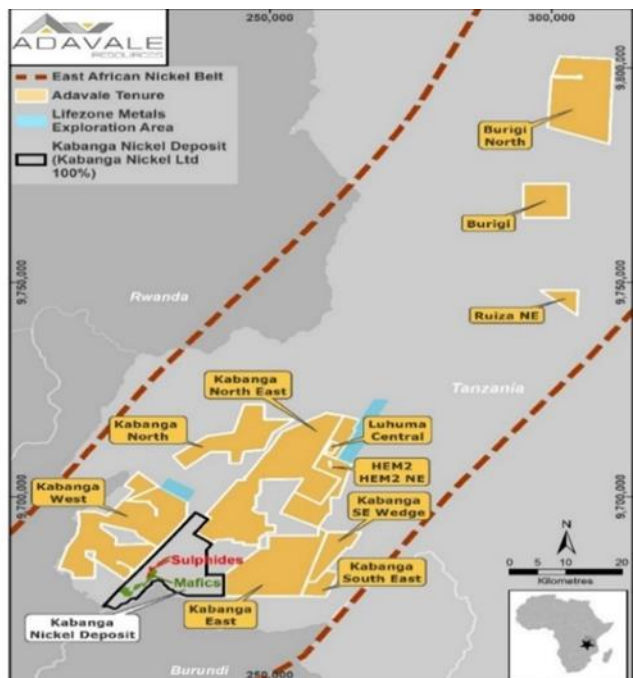 ADAVALE
RESOURCES
East African Nickel Belt
Adavale Tenure
Lifezone Metals
Exploration Area
Kabanga Nickel Deposit
(Kabanga Nickel Ltd
100%)
250,000
300,000
9,800,000
Burigi
North
Burigi
9,750,000
9,750,000
Rwanda
Ruiza NE
Tanzania
Kabanga
North East
Kabanga
North
Luhuma
Central
HEM2
HEM2 NE
Kabanga
West
Kabanga
SE Wedge
9,700,000
9,700,000
Sulphides
Mafics
Kabanga
South East
Kabanga
Nickel Deposit
Kabanga
East
N
0 5 10 20
Kilometres
Burundi
250,000